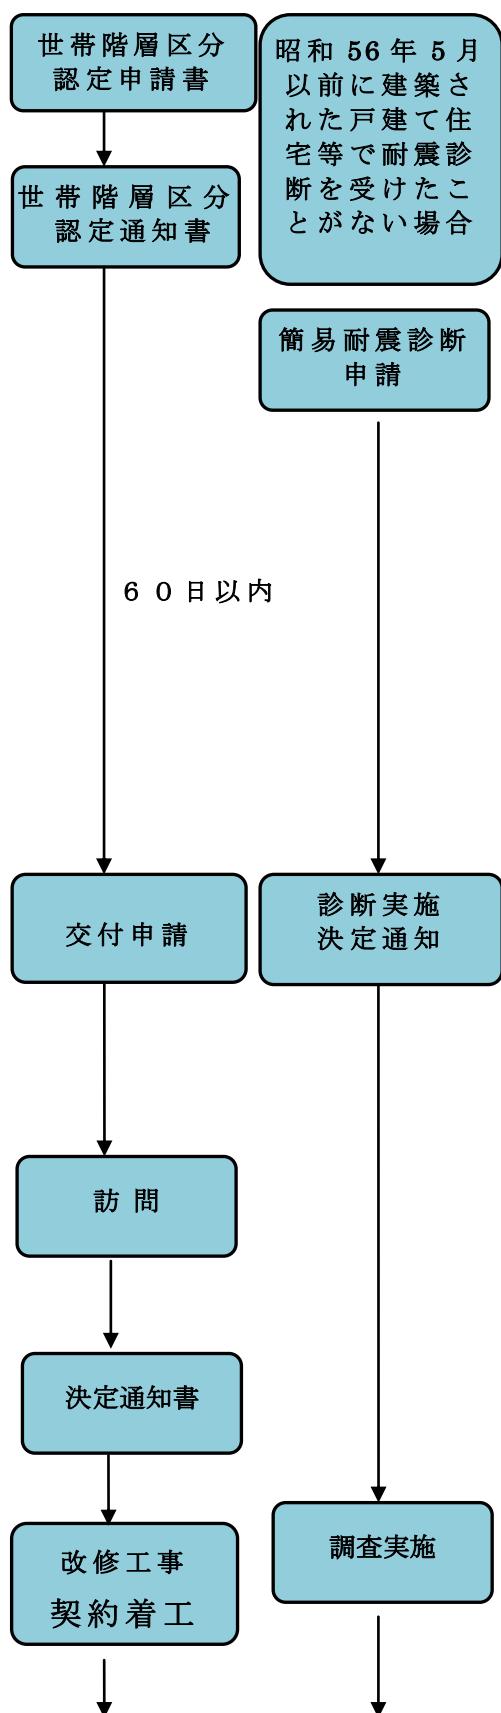 世帯階層区分
認定申請書
昭和56年5月
以前に建築さ
れた戸建て住
宅等で耐震診
断を受けたこ
とがない場合
世帯階層区分
認定通知書
簡易耐震診断
申請
６０日以内
交付申請
診断実施
決定通知
訪問
決定通知書
改修工事
契約着工
調査実施